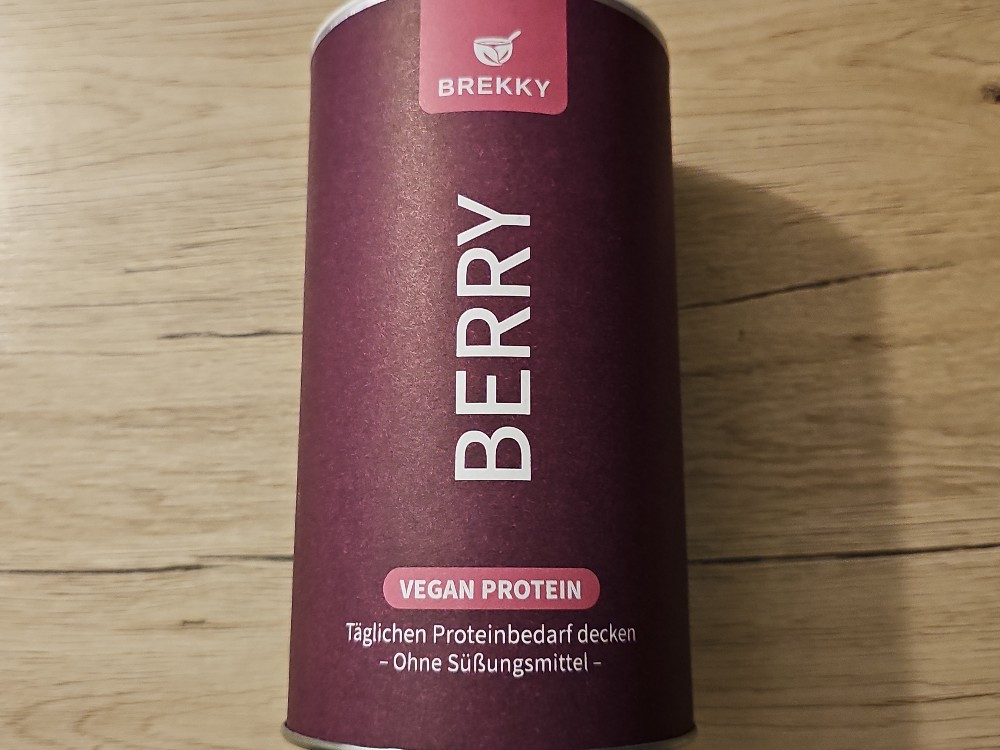 BREKKY
BERRY
VEGAN PROTEIN
Täglichen Proteinbedarf decken
– Ohne Süßungsmittel –